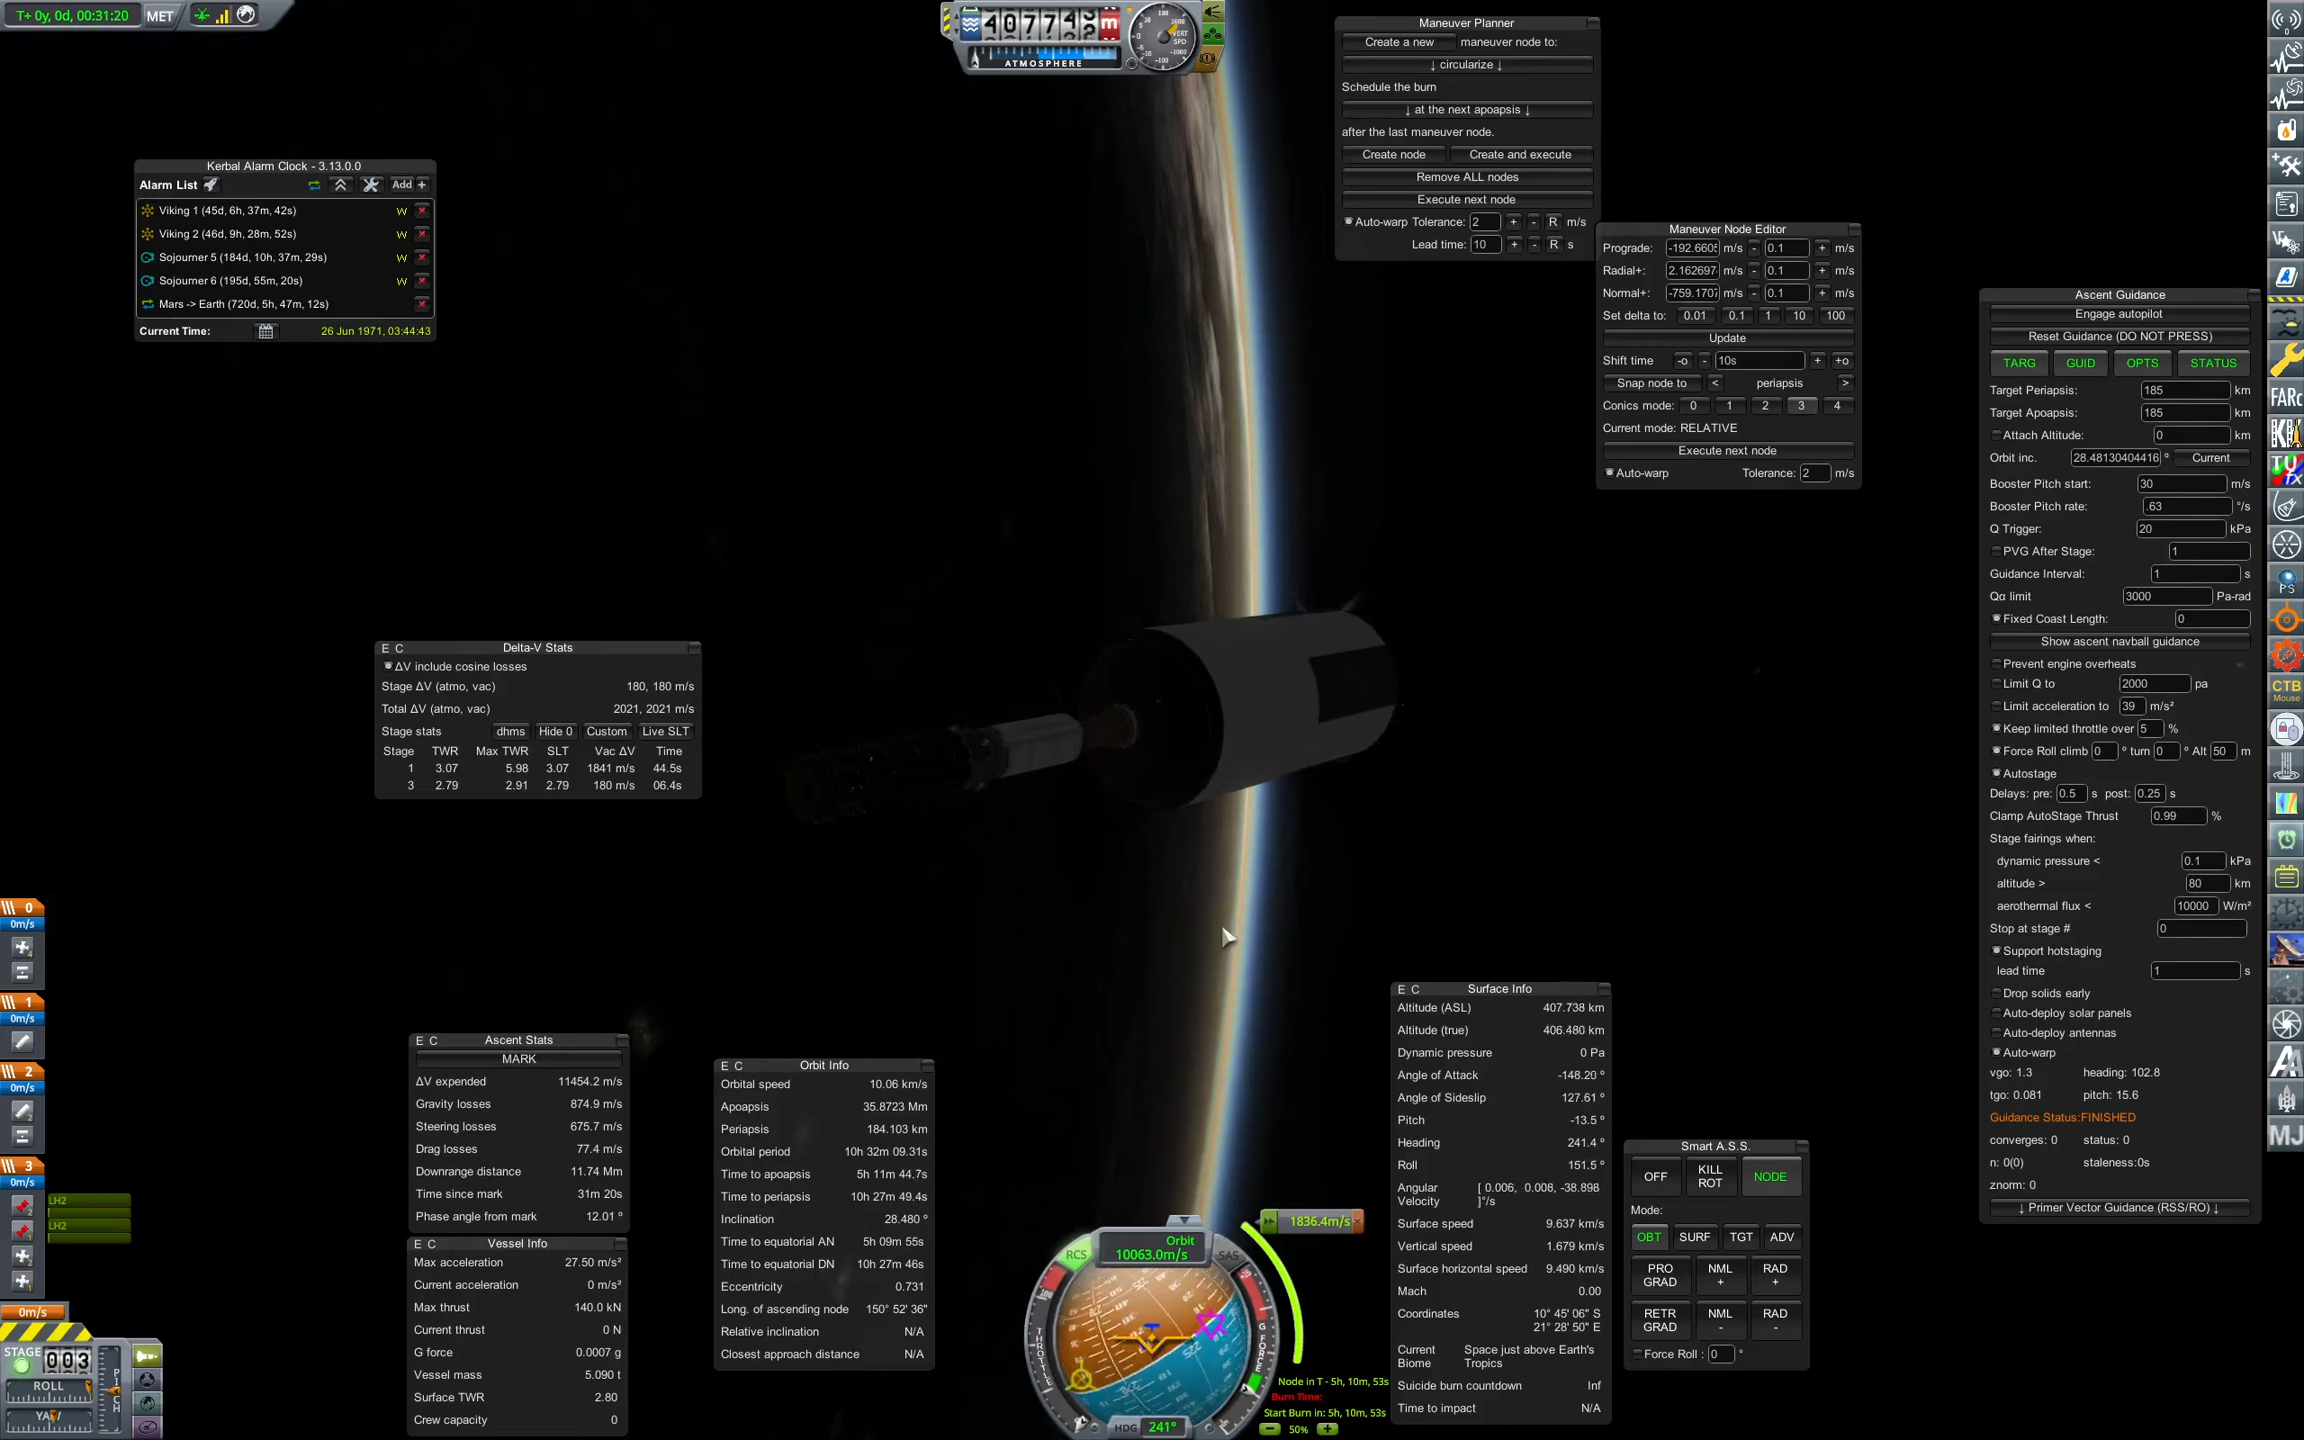 T+ 0y, 0d, 00:31:20 MET
ATMOSPHERE
VERT SPD
Kerbal Alarm Clock - 3.13.0.0
Alarm List Add +
Viking 1 (45d, 6h, 37m, 42s)
Viking 2 (46d, 9h, 28m, 52s)
Sojourner 5 (184d, 10h, 37m, 29s)
Sojourner 6 (195d, 55m, 20s)
Mars -> Earth (720d, 5h, 47m, 12s)
Current Time: 26 Jun 1971, 03:44:43
Maneuver Planner
Create a new maneuver node to:
↓ circularize ↓
Schedule the burn
↓ at the next apoapsis ↓
after the last maneuver node.
Create node Create and execute
Remove ALL nodes
Execute next node
Auto-warp Tolerance: 2 + - R m/s
Lead time: 10 + - R s
Maneuver Node Editor
Prograde: -192.660 m/s - 0.1 + m/s
Radial+: 2.162697 m/s - 0.1 + m/s
Normal+: -759.1707 m/s - 0.1 + m/s
Set delta to: 0.01 0.1 1 10 100
Update
Shift time -o - 10s + +o
Snap node to < periapsis >
Conics mode: 0 1 2 3 4
Current mode: RELATIVE
Execute next node
Auto-warp Tolerance: 2 m/s
Ascent Guidance
Engage autopilot
Reset Guidance (DO NOT PRESS)
TARG GUID OPTS STATUS
Target Periapsis: 185 km
Target Apoapsis: 185 km
Attach Altitude: 0 km
Orbit inc. 28.48130404416 º Current
Booster Pitch start: 30 m/s
Booster Pitch rate: .63 °/s
Q Trigger: 20 kPa
PVG After Stage: 1
Guidance Interval: 1 s
Qα limit 3000 Pa-rad
Fixed Coast Length: 0
Show ascent navball guidance
Prevent engine overheats
Limit Q to 2000 pa
Limit acceleration to 39 m/s²
Keep limited throttle over 5 %
Force Roll climb 0 º turn 0 º Alt 50 m
Autostage
Delays: pre: 0.5 s post: 0.25 s
Clamp AutoStage Thrust 0.99 %
Stage fairings when:
dynamic pressure < 0.1 kPa
altitude > 80 km
aerothermal flux < 10000 W/m²
Stop at stage # 0
Support hotstaging
lead time 1 s
Drop solids early
Auto-deploy solar panels
Auto-deploy antennas
Auto-warp
vgo: 1.3 heading: 102.8
tgo: 0.081 pitch: 15.6
Guidance Status:FINISHED
converges: 0 status: 0
n: 0(0) staleness:0s
znorm: 0
↓ Primer Vector Guidance (RSS/RO) ↓
FARc
PS
CTB
Mouse
MJ
E C Delta-V Stats
ΔV include cosine losses
Stage ΔV (atmo, vac) 180, 180 m/s
Total ΔV (atmo, vac) 2021, 2021 m/s
Stage stats dhms Hide 0 Custom Live SLT
Stage TWR Max TWR SLT Vac ΔV Time
1 3.07 5.98 3.07 1841 m/s 44.5s
3 2.79 2.91 2.79 180 m/s 06.4s
0
0m/s
1
0m/s
2
0m/s
3
0m/s
LH2
LH2
0m/s
STAGE 003
ROLL
YAW
PITCH
E C Ascent Stats
MARK
ΔV expended 11454.2 m/s
Gravity losses 874.9 m/s
Steering losses 675.7 m/s
Drag losses 77.4 m/s
Downrange distance 11.74 Mm
Time since mark 31m 20s
Phase angle from mark 12.01 º
E C Vessel Info
Max acceleration 27.50 m/s²
Current acceleration 0 m/s²
Max thrust 140.0 kN
Current thrust 0 N
G force 0.0007 g
Vessel mass 5.090 t
Surface TWR 2.80
Crew capacity 0
E C Orbit Info
Orbital speed 10.06 km/s
Apoapsis 35.8723 Mm
Periapsis 184.103 km
Orbital period 10h 32m 09.31s
Time to apoapsis 5h 11m 44.7s
Time to periapsis 10h 27m 49.4s
Inclination 28.480 º
Time to equatorial AN 5h 09m 55s
Time to equatorial DN 10h 27m 46s
Eccentricity 0.731
Long. of ascending node 150° 52' 36"
Relative inclination N/A
Closest approach distance N/A
RCS SAS
Orbit
10063.0m/s
THROTTLE
G FORCE
HDG 241°
1836.4m/s
Node in T - 5h, 10m, 53s
Burn Time:
Start Burn in: 5h, 10m, 53s
50%
E C Surface Info
Altitude (ASL) 407.738 km
Altitude (true) 406.480 km
Dynamic pressure 0 Pa
Angle of Attack -148.20 º
Angle of Sideslip 127.61 º
Pitch -13.5 º
Heading 241.4 º
Roll 151.5 º
Angular Velocity [ 0.006, 0.008, -38.898 ]°/s
Surface speed 9.637 km/s
Vertical speed 1.679 km/s
Surface horizontal speed 9.490 km/s
Mach 0.00
Coordinates 10° 45' 06" S
21° 28' 50" E
Current Biome Space just above Earth's Tropics
Suicide burn countdown Inf
Time to impact N/A
Smart A.S.S.
OFF KILL ROT NODE
Mode:
OBT SURF TGT ADV
PRO GRAD NML + RAD +
RETR GRAD NML - RAD -
Force Roll : 0 °